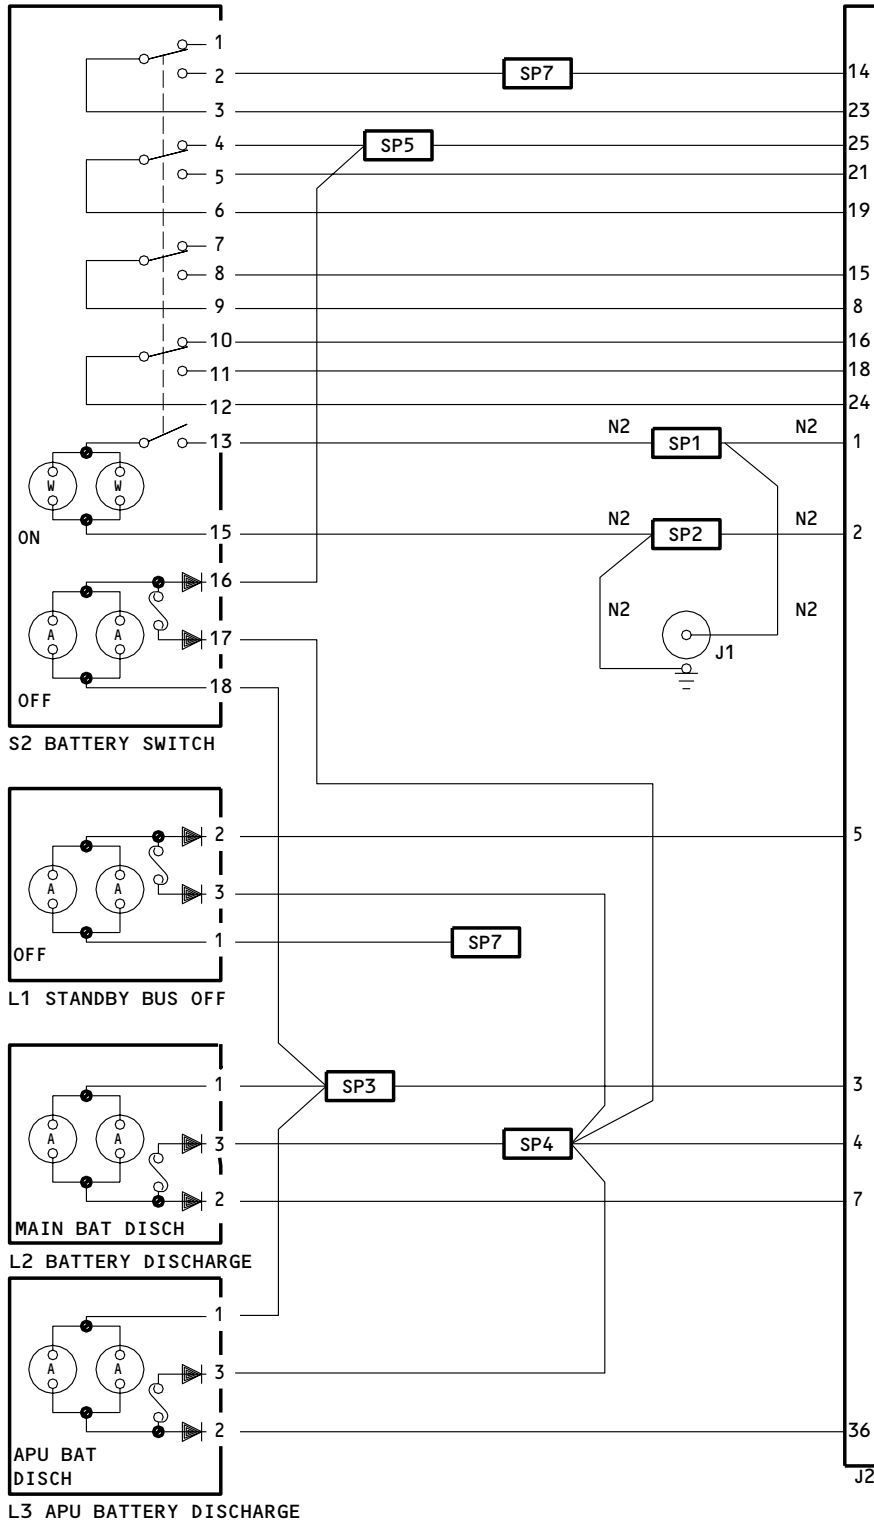 1
2 SP7 14
3 23
4 SP5 25
5 21
6 19
7
8 15
9 8
10 16
11 18
12 24
13 N2 SP1 N2 1
W W
ON
15 N2 SP2 N2 2
16
A A
N2 N2
17
J1
18
OFF
S2 BATTERY SWITCH
2 5
A A
3
1 SP7
OFF
L1 STANDBY BUS OFF
1 SP3 3
A A
3 SP4 4
2 7
MAIN BAT DISCH
L2 BATTERY DISCHARGE
1
A A
3
2 36
APU BAT
DISCH
J2
L3 APU BATTERY DISCHARGE